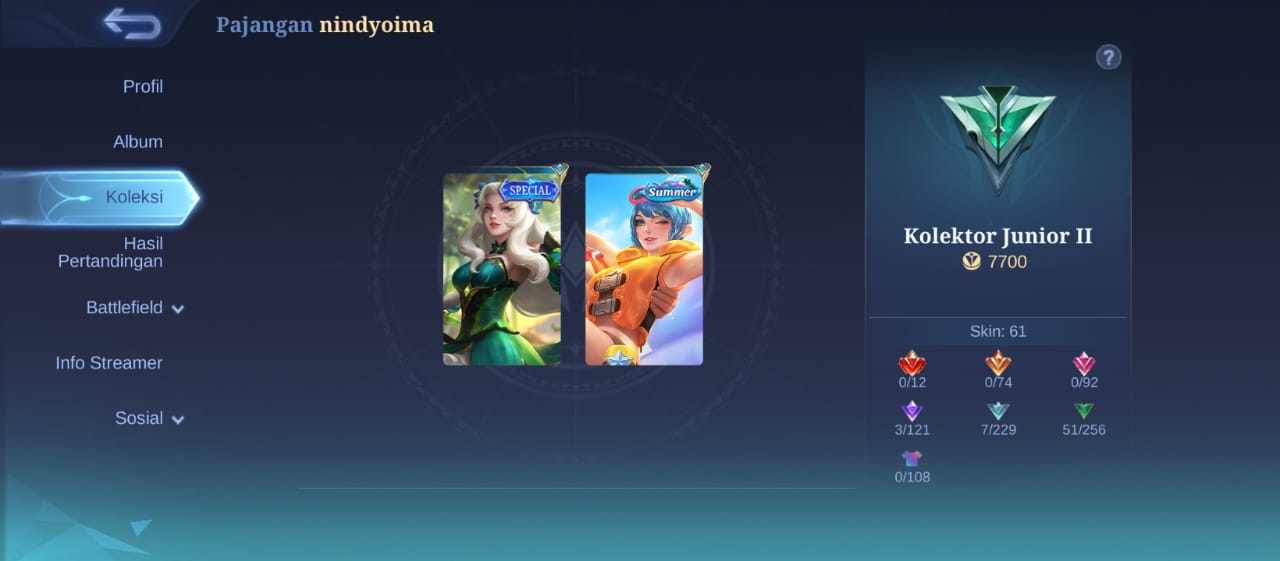 Pajangan nindyoima
?
Profil
Album
Koleksi
Hasil
Pertandingan
Battlefield
Info Streamer
Sosial
SPECIAL
Summer
Kolektor Junior II
7700
Skin: 61
0/12 0/74 0/92
3/121 7/229 51/256
0/108